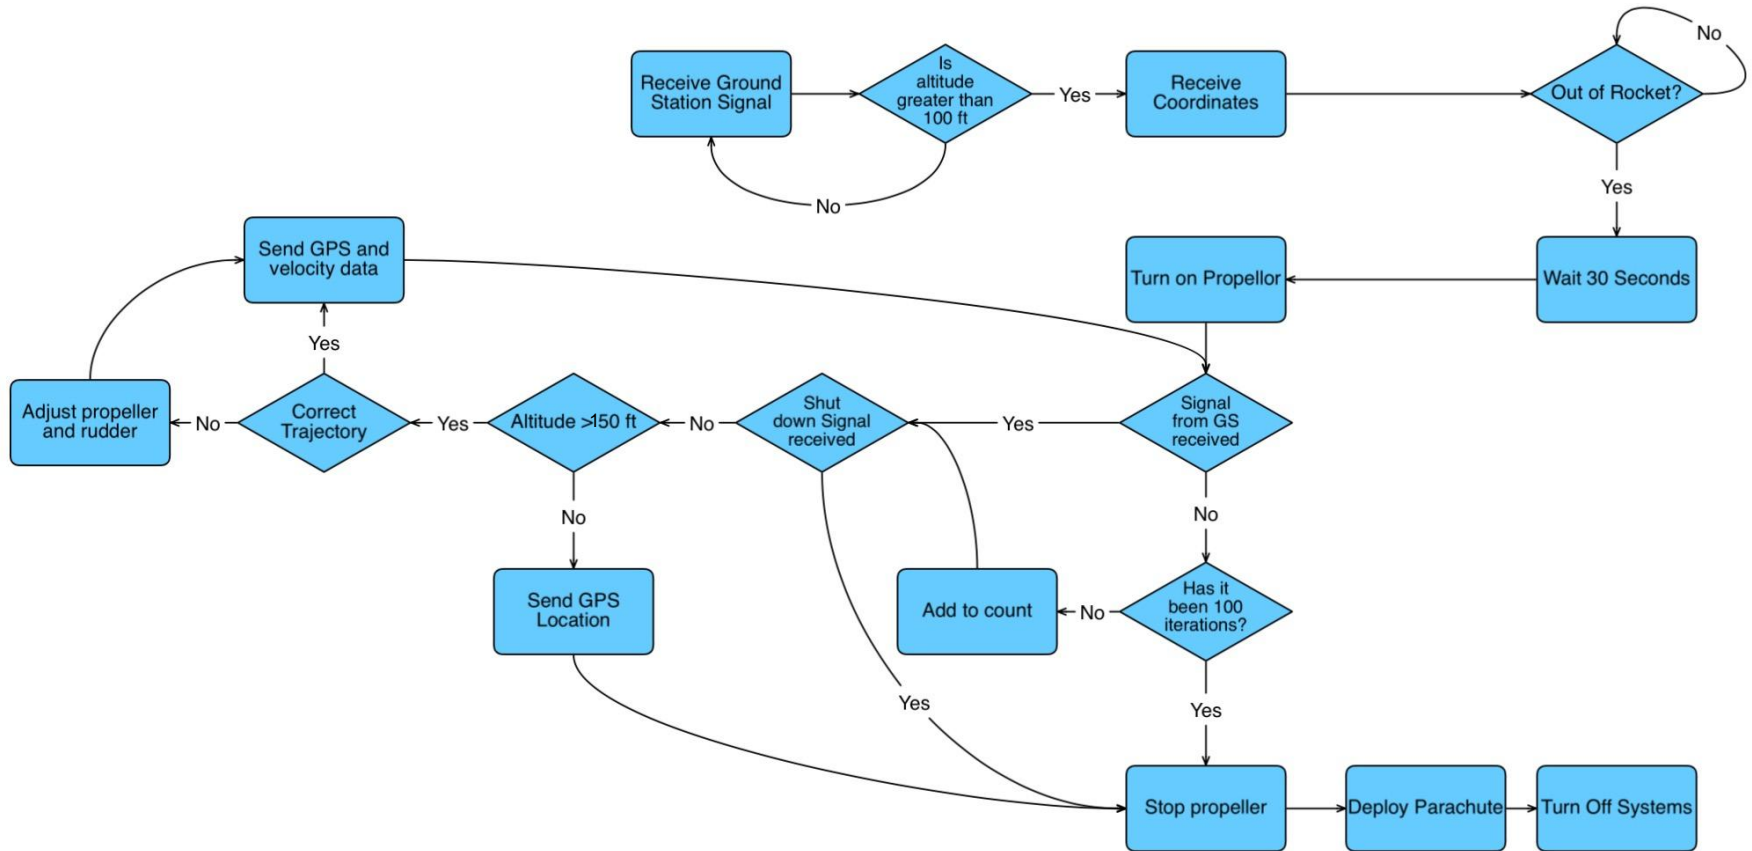 No
Is
altitude
greater than
100 ft
Receive Ground
Station Signal
Yes
Receive
Coordinates
Out of Rocket?
No
Yes
Send GPS and
velocity data
Turn on Propellor
Wait 30 Seconds
Yes
Adjust propeller
and rudder
No
Correct
Trajectory
Yes
Altitude >150 ft
No
Shut
down Signal
received
Yes
Signal
from GS
received
No
No
Send GPS
Location
Add to count
No
Has it
been 100
iterations?
Yes
Yes
Stop propeller
Deploy Parachute
Turn Off Systems